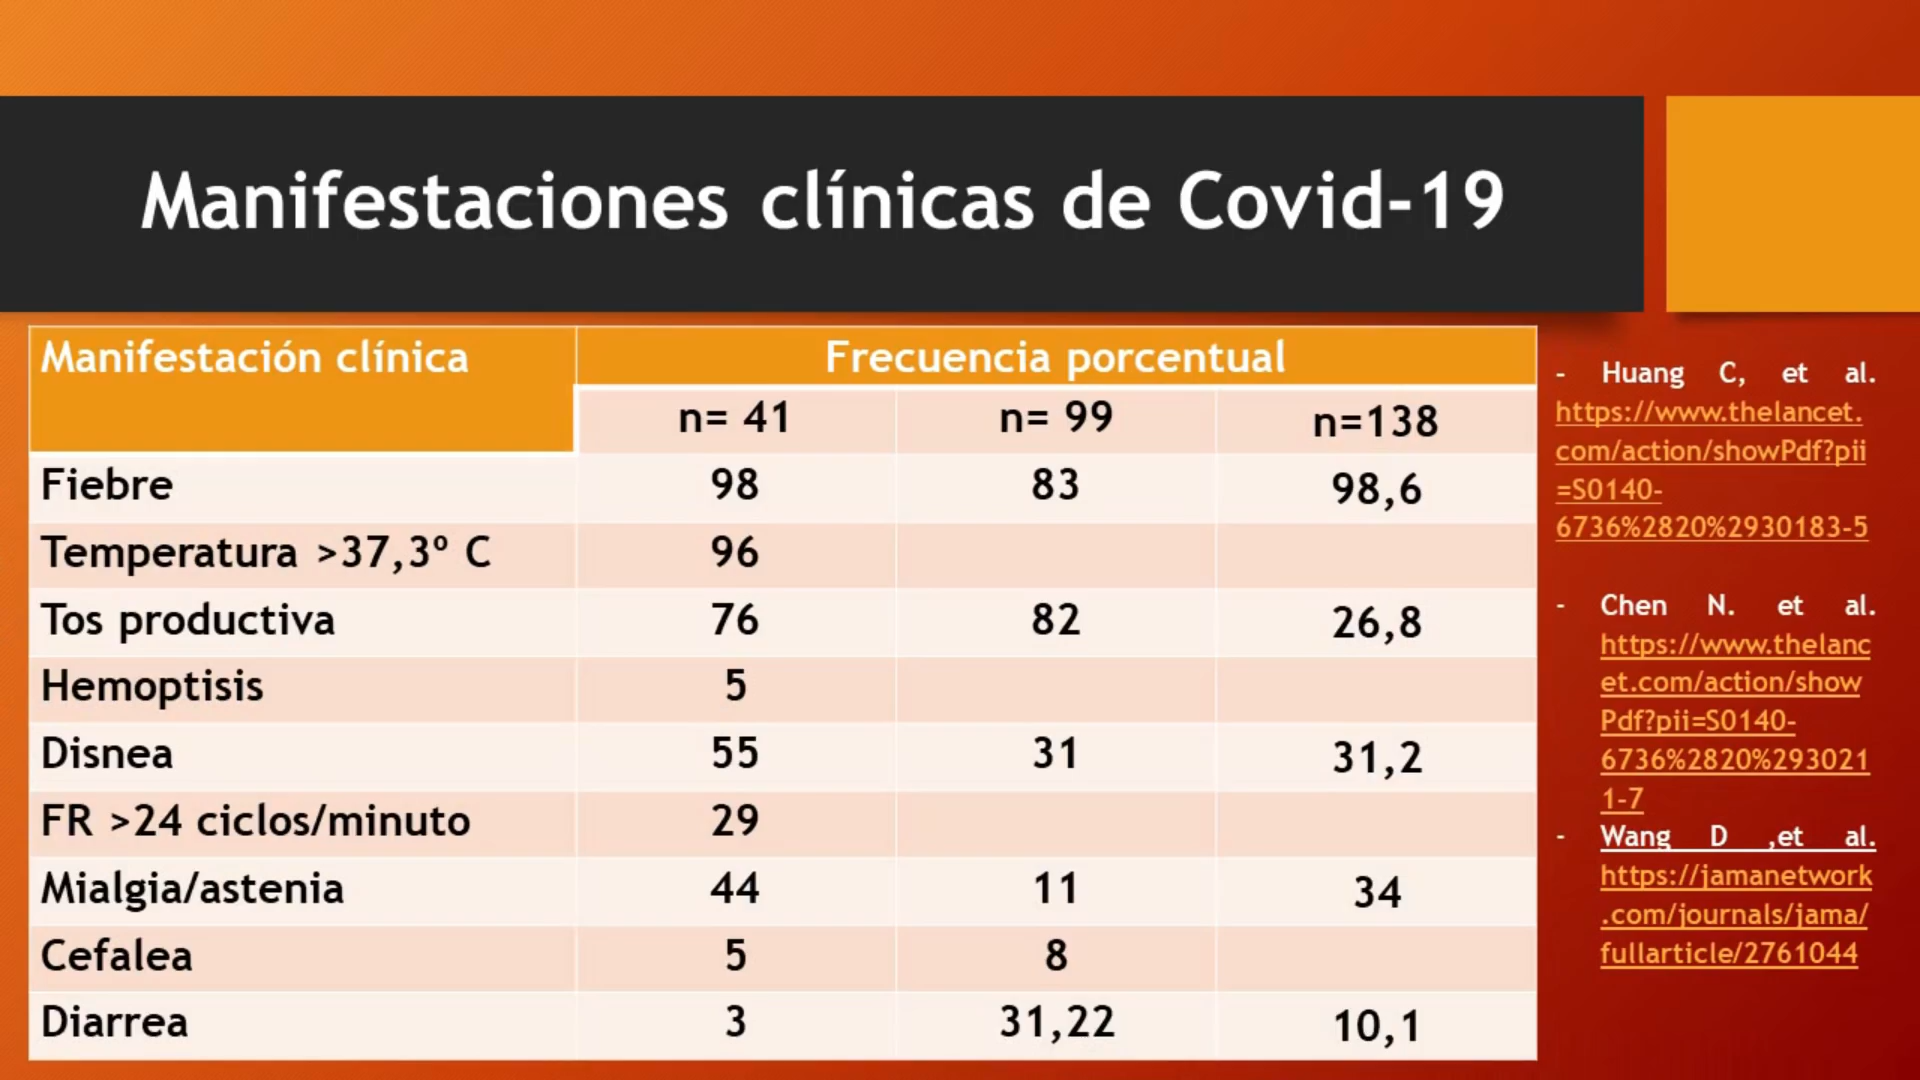 Manifestaciones clínicas de Covid-19
Manifestación clínica Frecuencia porcentual
n= 41 n= 99 n=138
Fiebre 98 83 98,6
Temperatura >37,3º C 96
Tos productiva 76 82 26,8
Hemoptisis 5
Disnea 55 31 31,2
FR >24 ciclos/minuto 29
Mialgia/astenia 44 11 34
Cefalea 5 8
Diarrea 3 31,22 10,1
- Huang C, et al.
https://www.thelancet.
com/action/showPdf?pii
=S0140-
6736%2820%2930183-5
- Chen N. et al.
https://www.thelanc
et.com/action/show
Pdf?pii=S0140-
6736%2820%293021
1-7
- Wang D ,et al.
https://jamanetwork
.com/journals/jama/
fullarticle/2761044